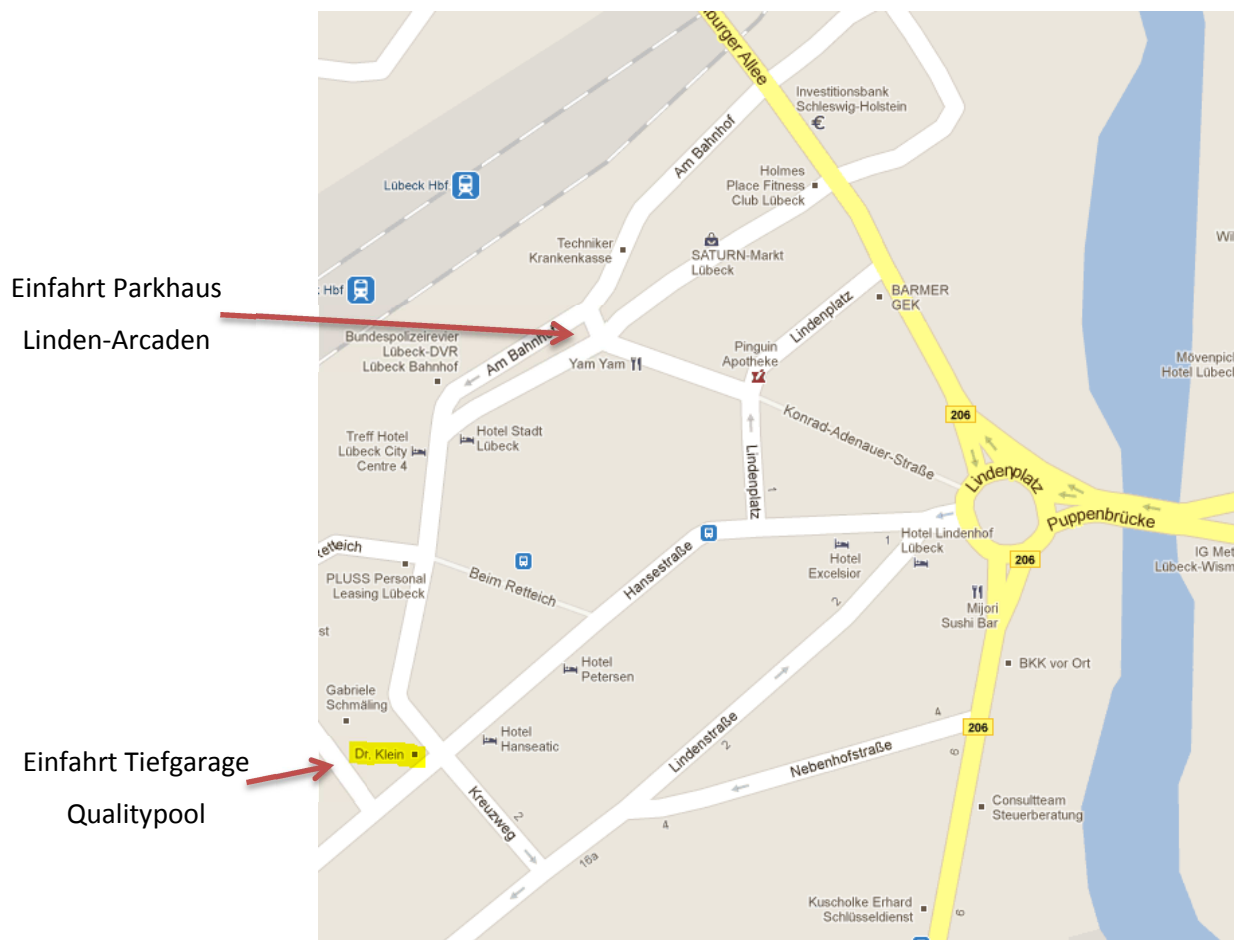 burger Allee
Investitionsbank
Schleswig-Holstein
€
Am Bahnhof
Lübeck Hbf
Holmes
Place Fitness
Club Lübeck
Techniker
Krankenkasse
SATURN-Markt
Lübeck
Wil
Einfahrt Parkhaus
Linden-Arcaden
Hbf
BARMER
GEK
Lindenplatz
Bundespolizeirevier
Lübeck-DVR
Lübeck Bahnhof
Am Bahnhof
Yam Yam
Pinguin
Apotheke
Mövenpick
Hotel Lübeck
206
Konrad-Adenauer-Straße
Hotel Stadt
Lübeck
Treff Hotel
Lübeck City
Centre 4
Lindenplatz
1
Lindenplatz
Puppenbrücke
Hotel Lindenhof
Lübeck
1
Hotel
Excelsior
206
IG Met
Lübeck-Wism
etteich
PLUSS Personal
Leasing Lübeck
Beim Retteich
Hansestraße
2
Mijori
Sushi Bar
st
BKK vor Ort
Hotel
Petersen
Gabriele
Schmäling
Hotel
Hanseatic
Lindenstraße
2
4
206
6
Nebenhofstraße
Dr. Klein
Einfahrt Tiefgarage
Qualitypool
Kreuzweg
2
4
16a
Consultteam
Steuerberatung
Kuscholke Erhard
Schlüsseldienst
6